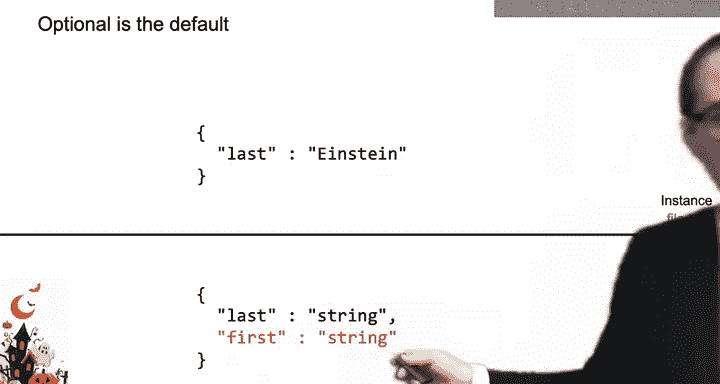 Optional is the default
{
"last" : "Einstein"
}
Instance
{
"last" : "string",
"first" : "string"
}